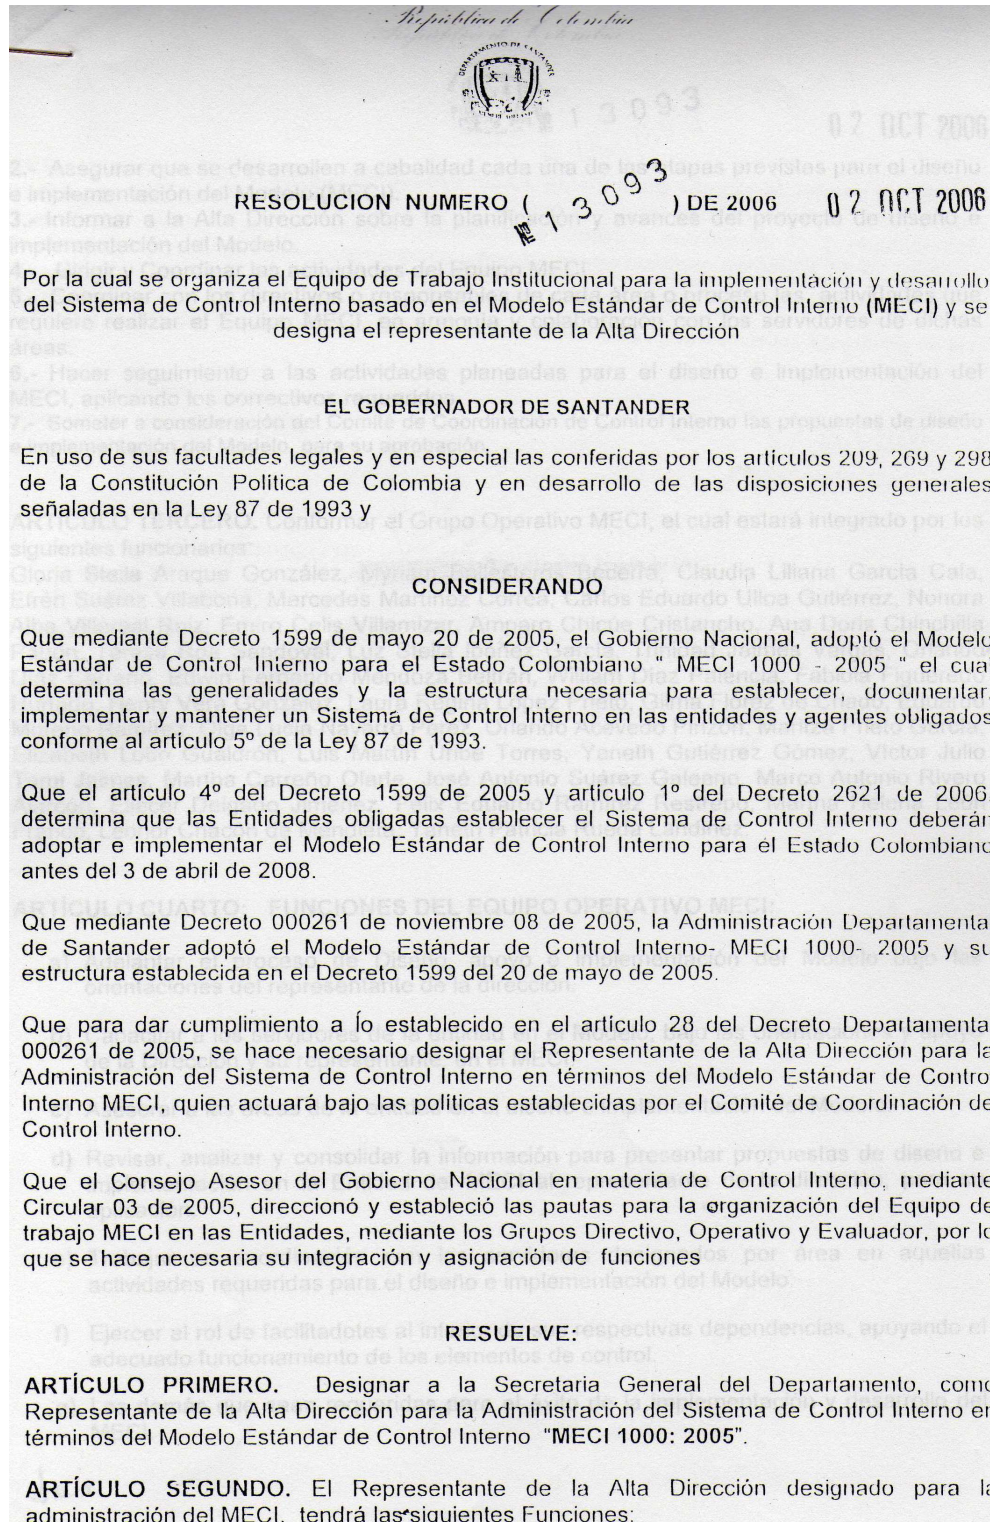 República de Colombia
DEPARTAMENTO DE SANTANDER
RESOLUCION NUMERO ( Nº 13093 ) DE 2006 02 OCT 2006
Por la cual se organiza el Equipo de Trabajo Institucional para la implementación y desarrollo
del Sistema de Control Interno basado en en el Modelo Estándar de Control Interno (MECI) y se
designa el representante de la Alta Dirección
EL GOBERNADOR DE SANTANDER
En uso de sus facultades legales y en especial las conferidas por los artículos 209, 269 y 298
de la Constitución Política de Colombia y en desarrollo de las disposiciones generales
señaladas en la Ley 87 de 1993 y
CONSIDERANDO
Que mediante Decreto 1599 de mayo 20 de 2005, el Gobierno Nacional, adoptó el Modelo
Estándar de Control Interno para el Estado Colombiano " MECI 1000 - 2005 " el cual
determina las generalidades y la estructura necesaria para establecer, documentar,
implementar y mantener un Sistema de Control Interno en las entidades y agentes obligados
conforme al artículo 5º de la ley 87 de 1993.
Que el artículo 4º del Decreto 1599 de 2005 y artículo 1º del Decreto 2621 de 2006,
determina que las Entidades obligadas establecer el Sistema de Control Interno deberán
adoptar e implementar el Modelo Estándar de Control Interno para el Estado Colombiano
antes del 3 de abril de 2008.
Que mediante Decreto 000261 de noviembre 08 de 2005, la Administración Departamental
de Santander adoptó el Modelo Estándar de Control Interno- MECI 1000- 2005 y su
estructura establecida en el Decreto 1599 del 20 de mayo de 2005.
Que para dar cumplimiento a lo establecido en el artículo 28 del Decreto Departamental
000261 de 2005, se hace necesario designar el Representante de la Alta Dirección para la
Administración del Sistema de Control Interno en términos del Modelo Estándar de Control
Interno MECI, quien actuará bajo las políticas establecidas por el Comité de Coordinación de
Control Interno.
Que el Consejo Asesor del Gobierno Nacional en materia de Control Interno, mediante
Circular 03 de 2005, direccionó y estableció las pautas para la organización del Equipo de
trabajo MECI en las Entidades, mediante los Grupos Directivo, Operativo y Evaluador, por lo
que se hace necesaria su integración y asignación de funciones
RESUELVE:
ARTÍCULO PRIMERO. Designar a la Secretaria General del Departamento, como
Representante de la Alta Dirección para la Administración del Sistema de Control Interno en
términos del Modelo Estándar de Control Interno "MECI 1000: 2005".
ARTÍCULO SEGUNDO. El Representante de la Alta Dirección designado para la
administración del MECI, tendrá las siguientes Funciones: